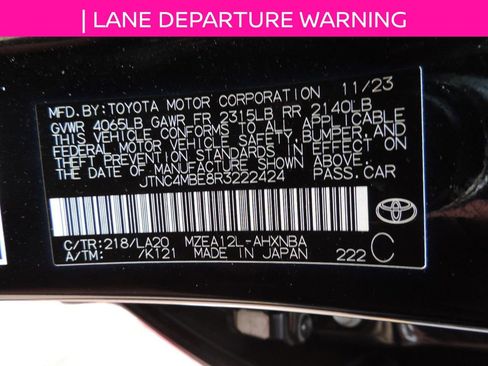 | LANE DEPARTURE WARNING
MFD. BY: TOYOTA MOTOR CORPORATION 11/23
GVWR 4065LB GAWR FR 2315LB RR 2140LB
THIS VEHICLE CONFORMS TO ALL APPLICABLE
FEDERAL MOTOR VEHICLE SAFETY, BUMPER, AND
THEFT PREVENTION STANDARDS IN EFFECT ON
THE DATE OF MANUFACTURE SHOWN ABOVE.
JTNC4MBE8R3222424 PASS. CAR
C/TR: 218/LA20 MZEA12L-AHXNBA
A/TM: /K121 MADE IN JAPAN 222 C